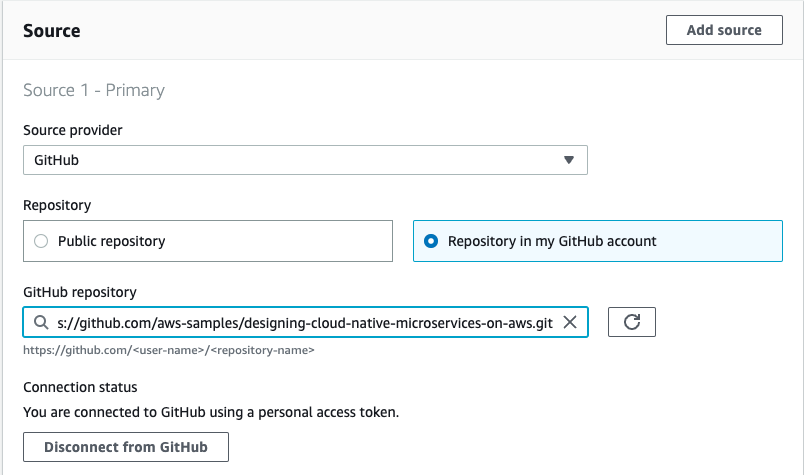 Source
Add source
Source 1 - Primary
Source provider
GitHub
Repository
Public repository
Repository in my GitHub account
GitHub repository
s://github.com/aws-samples/designing-cloud-native-microservices-on-aws.git
https://github.com/<user-name>/<repository-name>
Connection status
You are connected to GitHub using a personal access token.
Disconnect from GitHub